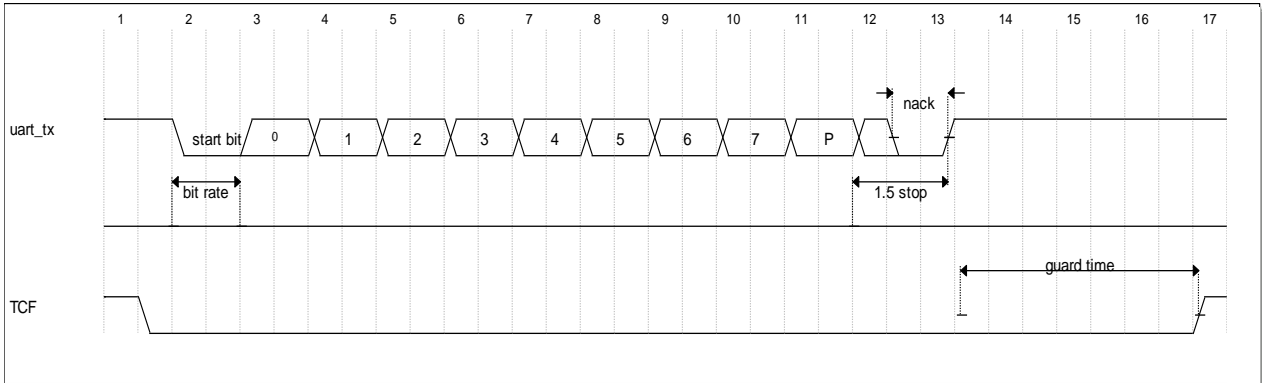 1 2 3 4 5 6 7 8 9 10 11 12 13 14 15 16 17
nack
uart_tx start bit 0 1 2 3 4 5 6 7 P
bit rate 1.5 stop
guard time
TCF